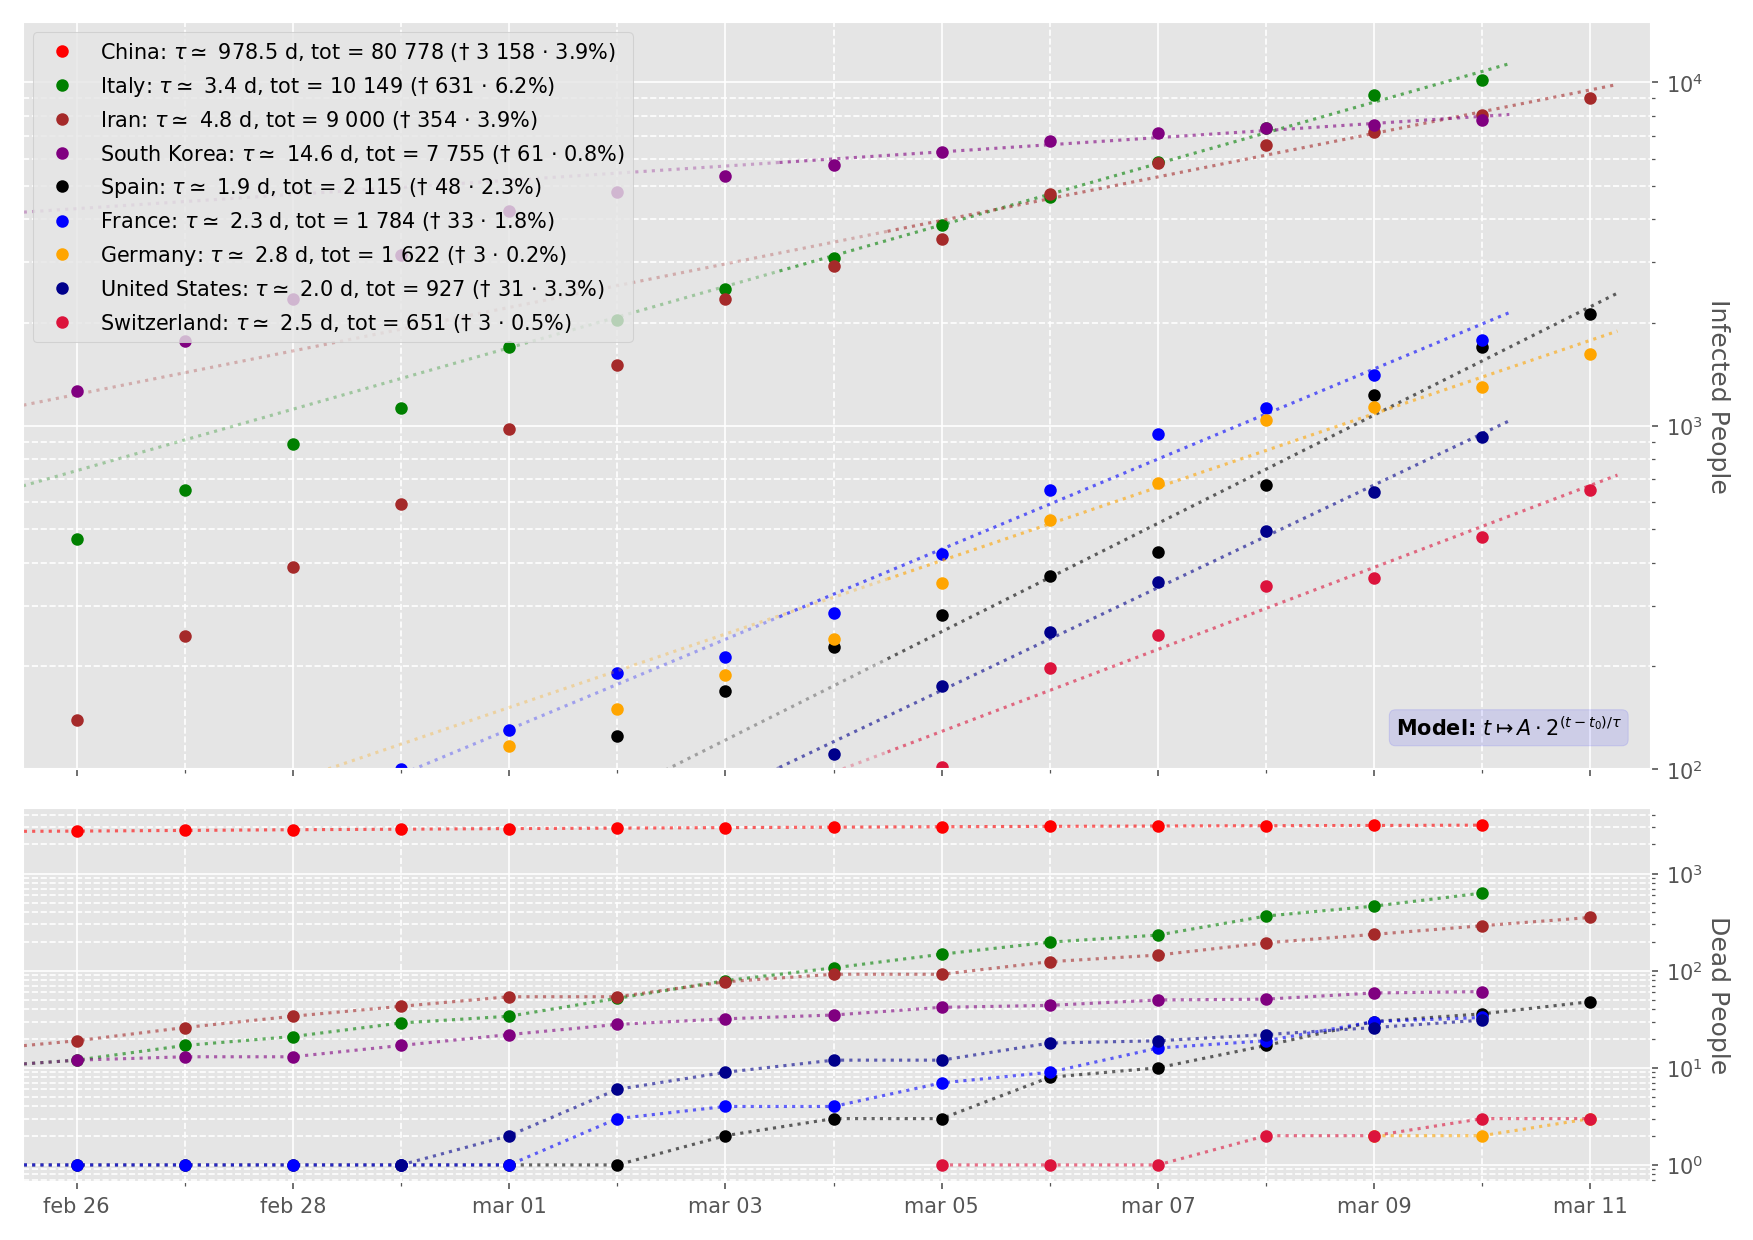 China: τ ≃ 978.5 d, tot = 80 778 († 3 158 · 3.9%)
Italy: τ ≃ 3.4 d, tot = 10 149 († 631 · 6.2%)
Iran: τ ≃ 4.8 d, tot = 9 000 († 354 · 3.9%)
South Korea: τ ≃ 14.6 d, tot = 7 755 († 61 · 0.8%)
Spain: τ ≃ 1.9 d, tot = 2 115 († 48 · 2.3%)
France: τ ≃ 2.3 d, tot = 1 784 († 33 · 1.8%)
Germany: τ ≃ 2.8 d, tot = 1 622 († 3 · 0.2%)
United States: τ ≃ 2.0 d, tot = 927 († 31 · 3.3%)
Switzerland: τ ≃ 2.5 d, tot = 651 († 3 · 0.5%)
10⁴
10³
10²
Infected People
Model: t ↦ A · 2^{(t − t₀)/τ}
10³
10²
10¹
10⁰
Dead People
feb 26 feb 28 mar 01 mar 03 mar 05 mar 07 mar 09 mar 11